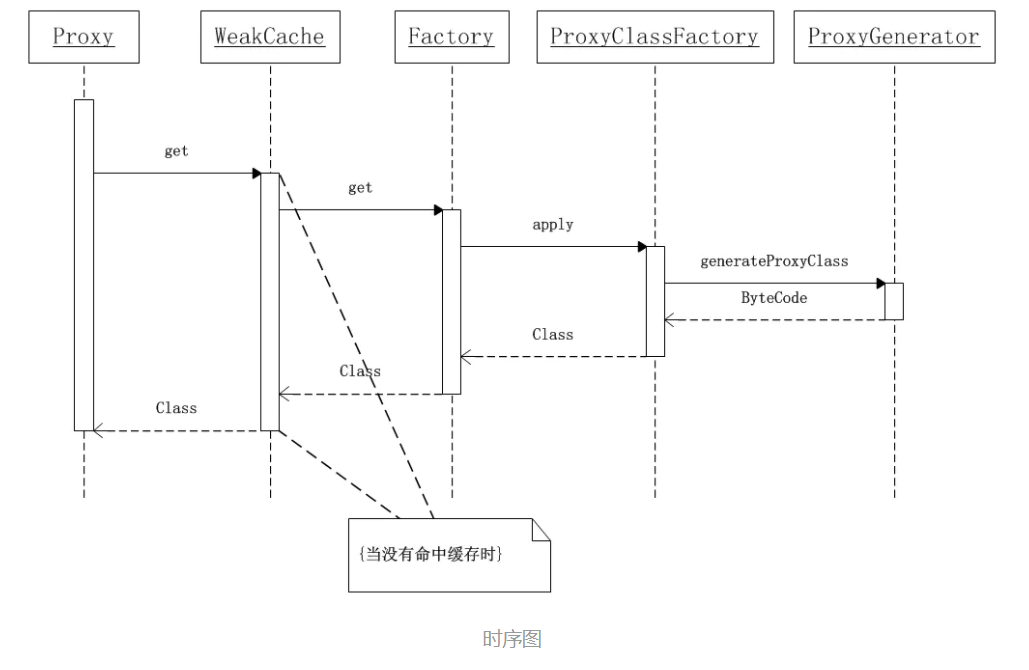 Proxy WeakCache Factory ProxyClassFactory ProxyGenerator
get
get
apply
generateProxyClass
ByteCode
Class
Class
Class
{当没有命中缓存时}
时序图